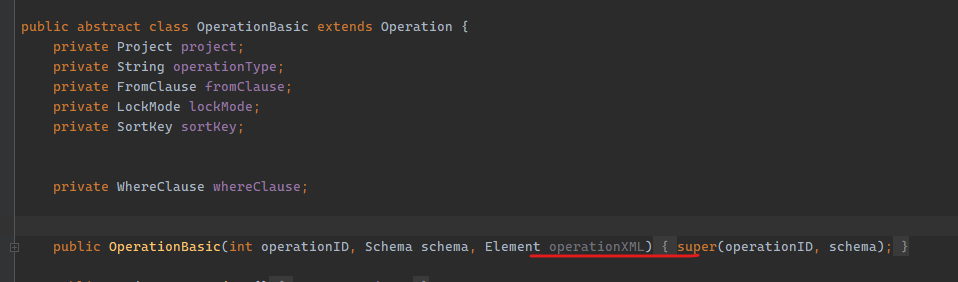 public abstract class OperationBasic extends Operation {
private Project project;
private String operationType;
private FromClause fromClause;
private LockMode lockMode;
private SortKey sortKey;
private WhereClause whereClause;
public OperationBasic(int operationID, Schema schema, Element operationXML) { super(operationID, schema); }